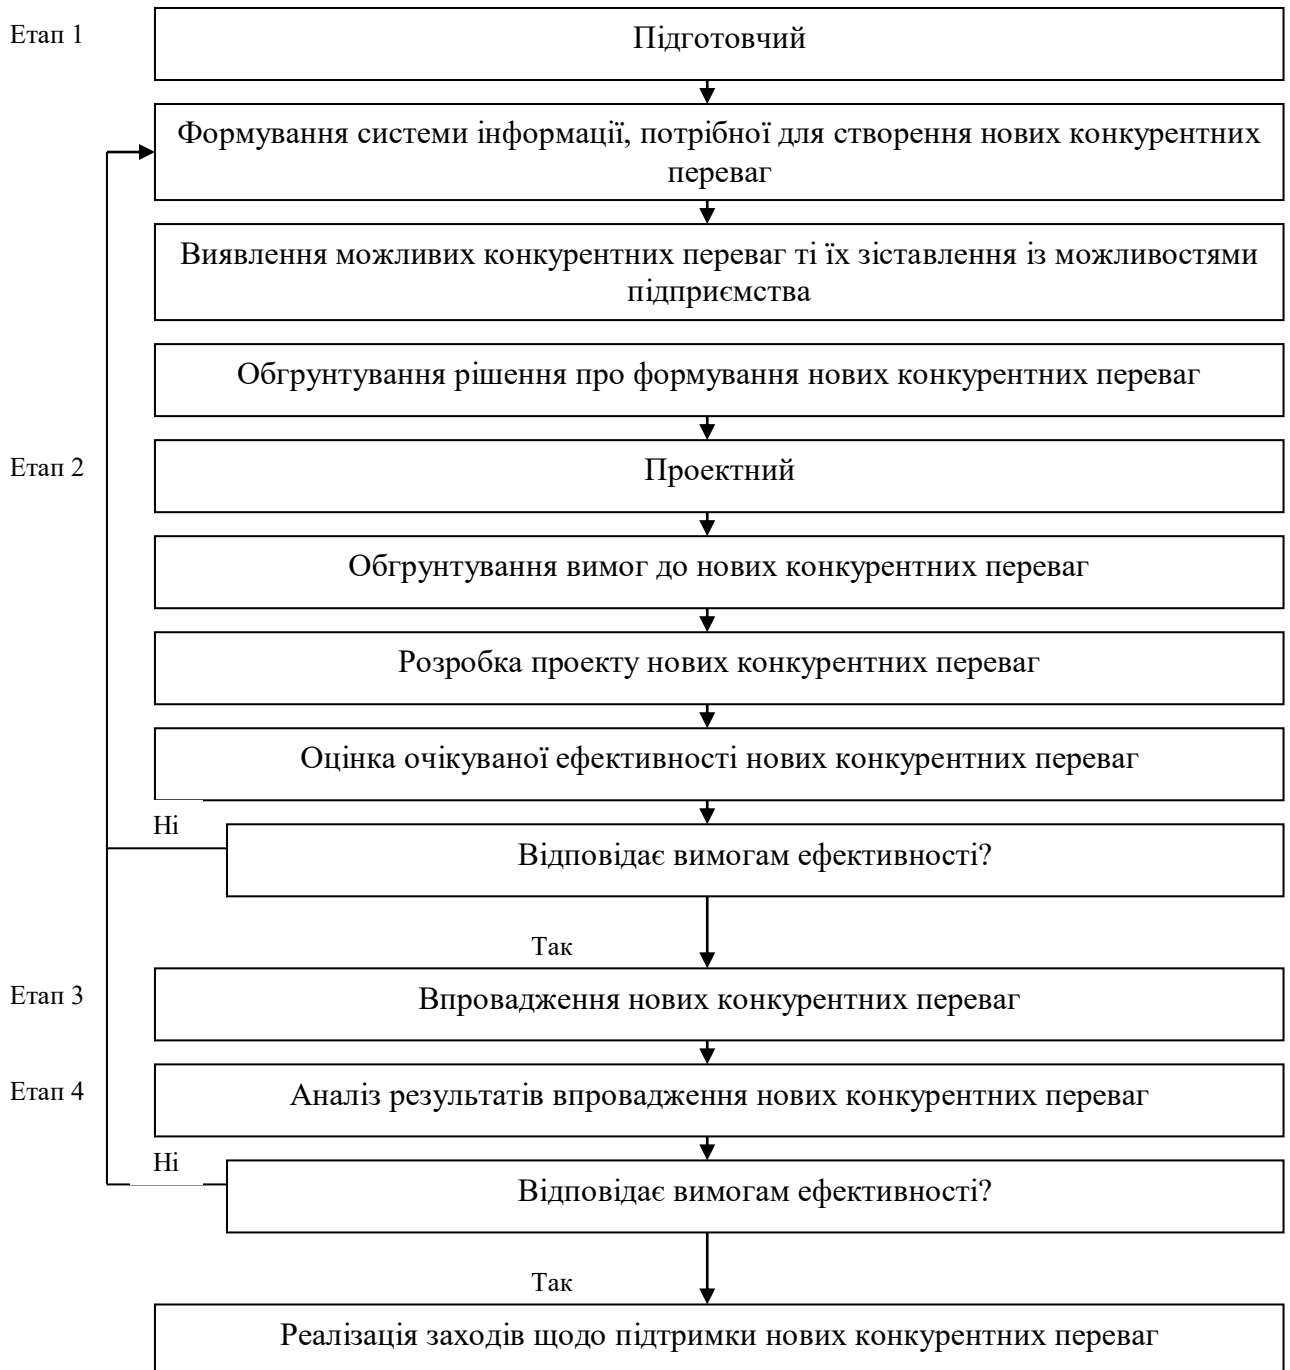 Етап 1
Підготовчий
Формування системи інформації, потрібної для створення нових конкурентних
переваг
Виявлення можливих конкурентних переваг ті їх зіставлення із можливостями
підприємства
Обгрунтування рішення про формування нових конкурентних переваг
Етап 2
Проектний
Обгрунтування вимог до нових конкурентних переваг
Розробка проекту нових конкурентних переваг
Оцінка очікуваної ефективності нових конкурентних переваг
Ні
Відповідає вимогам ефективності?
Так
Етап 3
Впровадження нових конкурентних переваг
Етап 4
Аналіз результатів впровадження нових конкурентних переваг
Ні
Відповідає вимогам ефективності?
Так
Реалізація заходів щодо підтримки нових конкурентних переваг